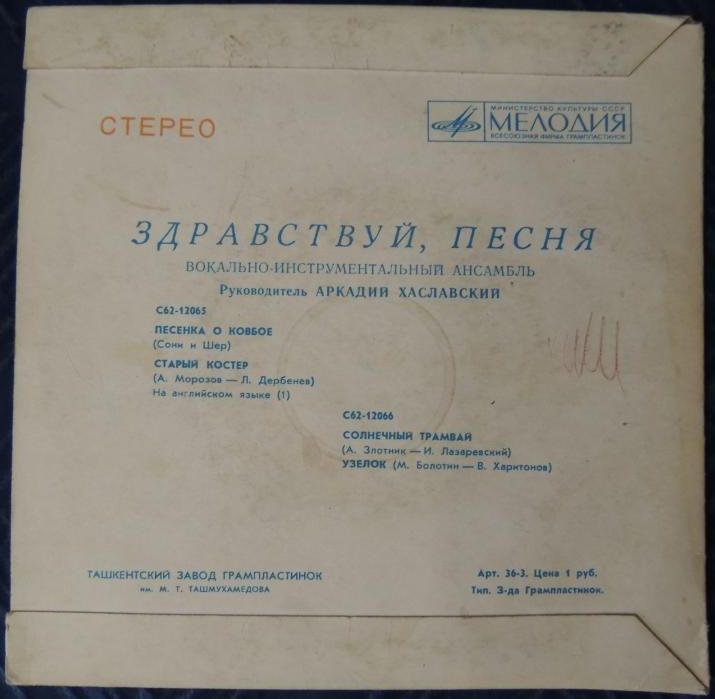 СТЕРЕО
МИНИСТЕРСТВО КУЛЬТУРЫ СССР
МЕЛОДИЯ
ВСЕСОЮЗНАЯ ФИРМА ГРАМПЛАСТИНОК
ЗДРАВСТВУЙ, ПЕСНЯ
ВОКАЛЬНО-ИНСТРУМЕНТАЛЬНЫЙ АНСАМБЛЬ
Руководитель АРКАДИЙ ХАСЛАВСКИЙ
С62-12065
ПЕСЕНКА О КОВБОЕ
(Сони и Шер)
СТАРЫЙ КОСТЕР
(А. Морозов — Л. Дербенев)
На английском языке (1)
С62-12066
СОЛНЕЧНЫЙ ТРАМВАЙ
(А. Злотник — И. Лазаревский)
УЗЕЛОК (М. Болотин — В. Харитонов)
ТАШКЕНТСКИЙ ЗАВОД ГРАМПЛАСТИНОК
им. М. Т. ТАШМУХАМЕДОВА
Арт. 36-3. Цена 1 руб.
Тип. З-да Грампластинок.